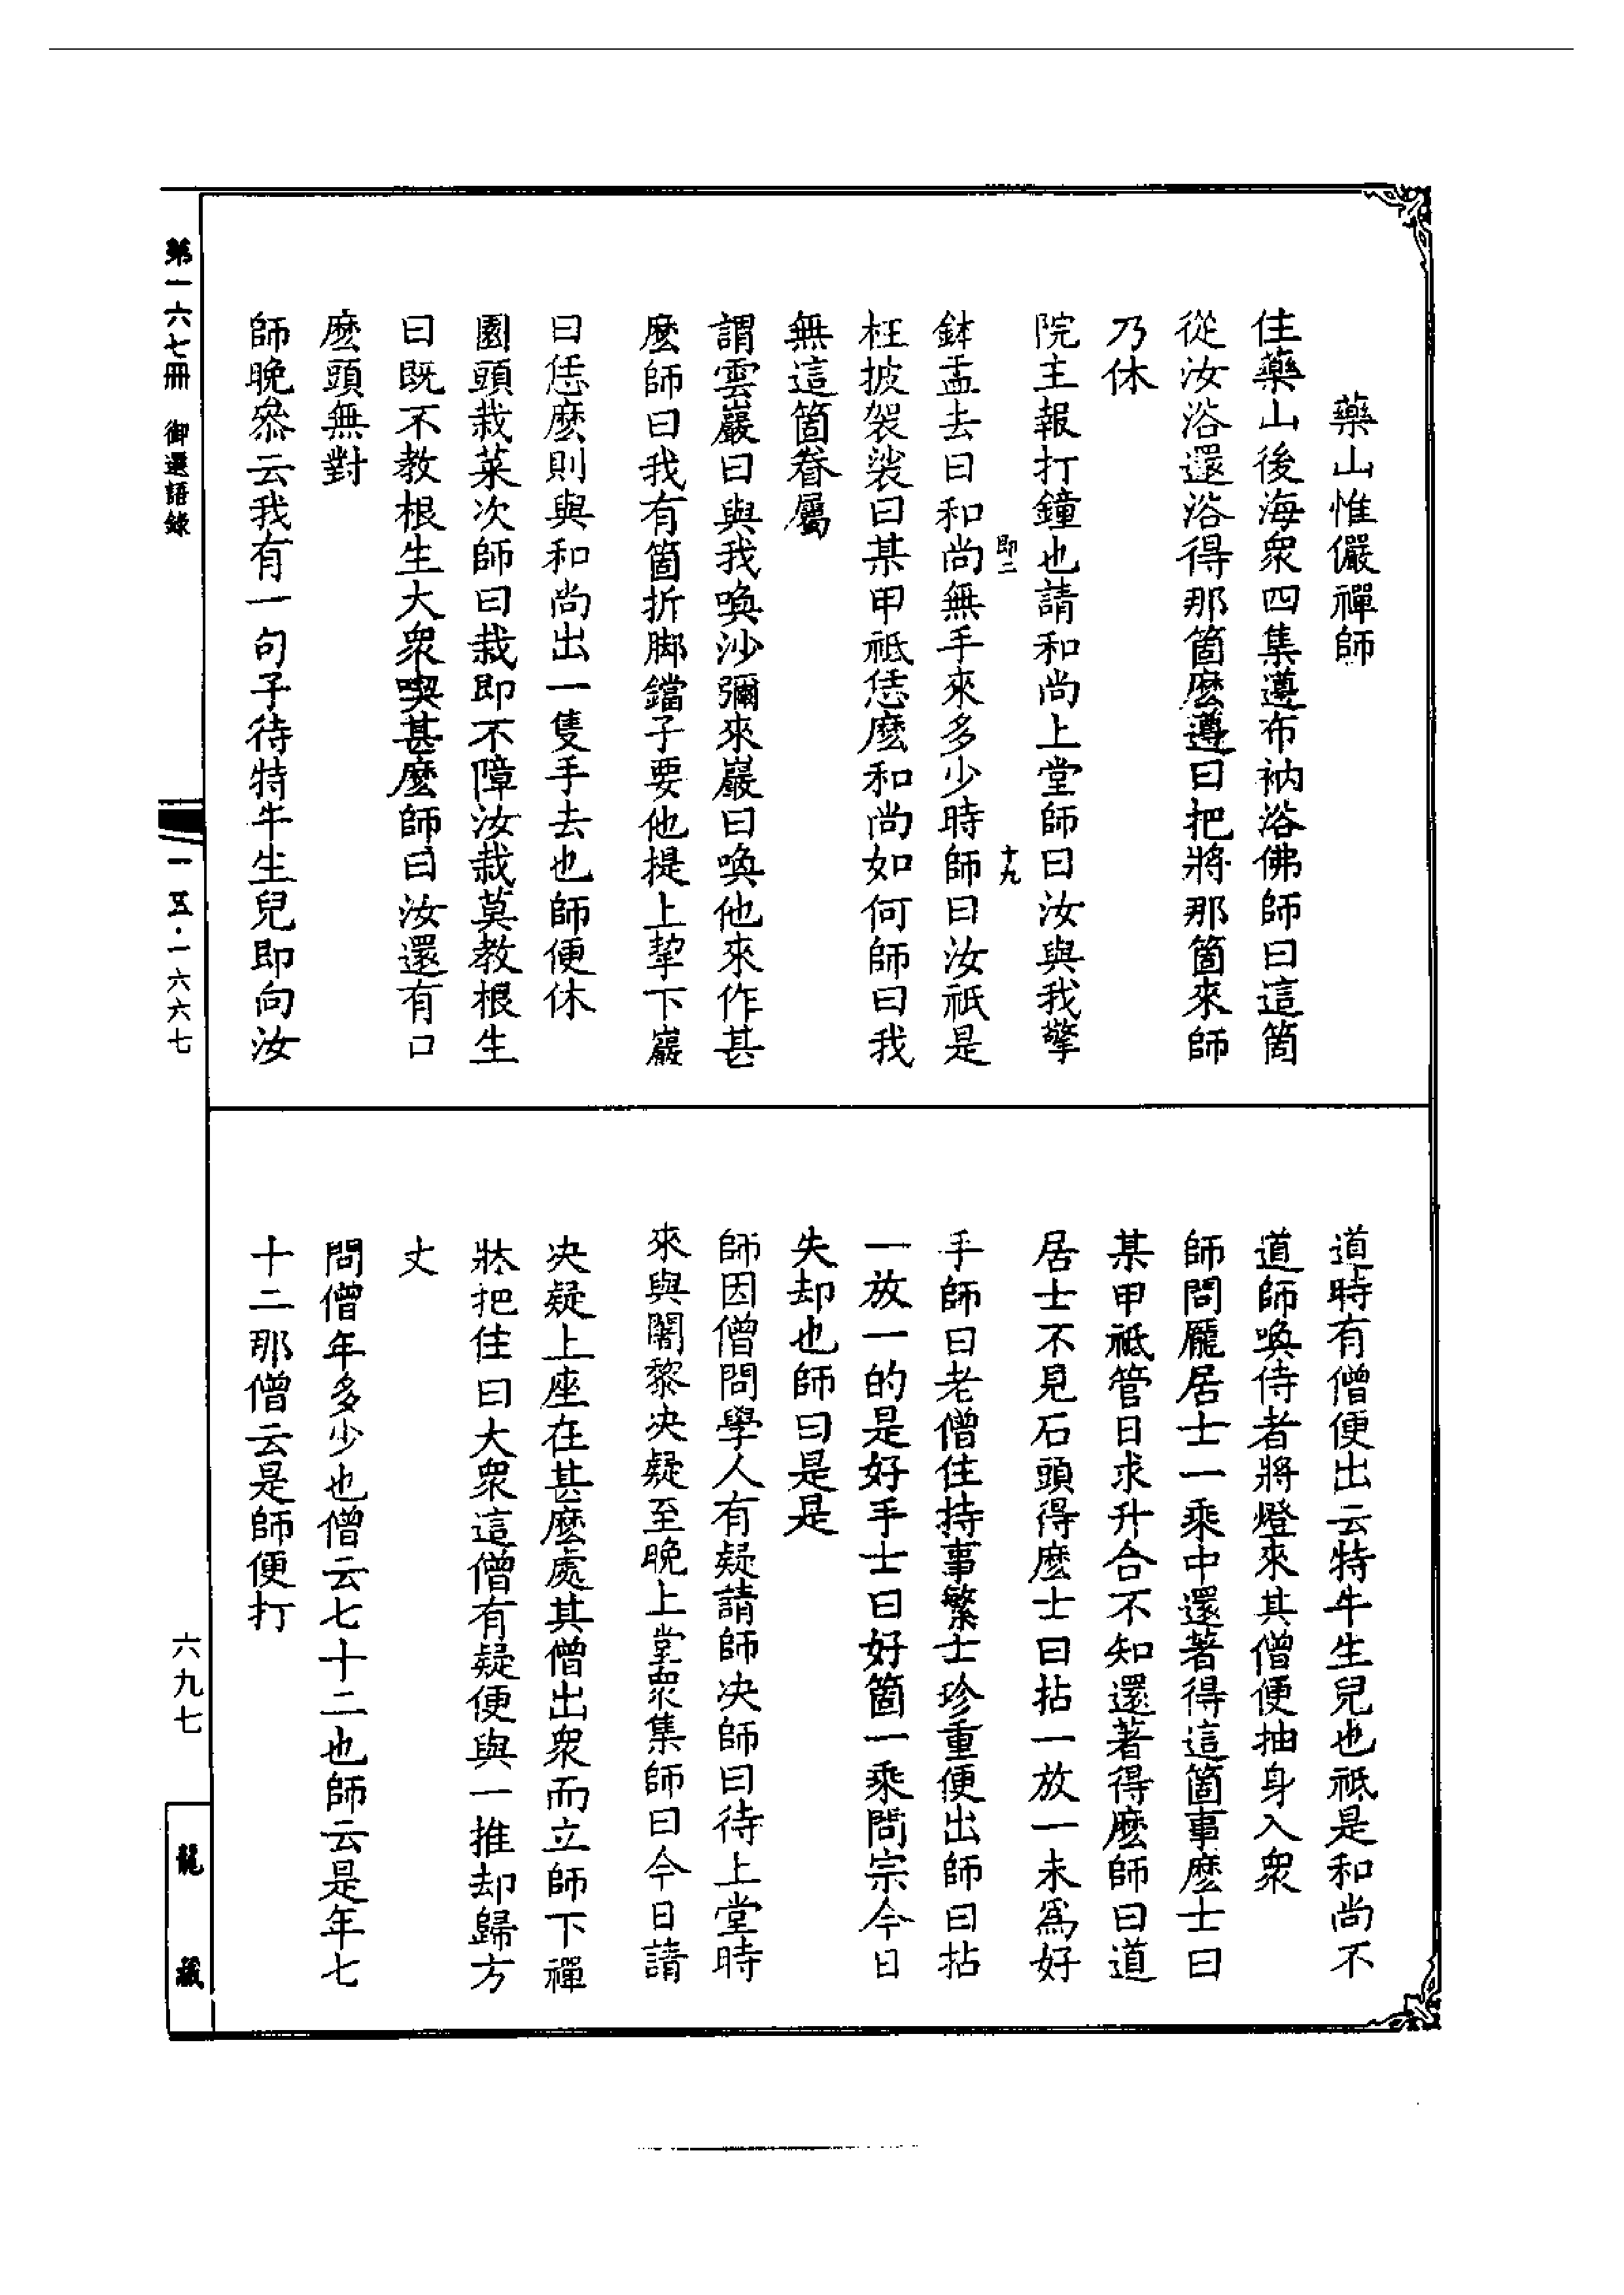 藥山惟儼禪師
住藥山後海衆四集遵布衲浴佛師曰這箇
從汝浴還浴得那箇麽遵曰把將那箇來師
乃休
院主報打鐘也請和尚上堂師曰汝與我擎
即二
十九
鉢盂去曰和尚無手來多少時師曰汝祇是
枉披袈裟曰某甲祇恁麽和尚如何師曰我
無這箇眷屬
謂雲巖曰與我喚沙彌來巖曰喚他來作甚
麽師曰我有箇折脚鐺子要他提上挈下巖
曰恁麽則與和尚出一隻手去也師便休
園頭栽菜次師曰栽即不障汝栽莫教根生
曰既不教根生大衆喫甚麽師曰汝還有口
麽頭無對
師晚叅云我有一句子待特牛生兒即向汝
道時有僧便出云特牛生兒也祇是和尚不
道師喚侍者將燈來其僧便抽身入衆
師問龐居士一乘中還著得這箇事麽士曰
某甲祇管日求升合不知還著得麽師曰道
居士不見石頭得麽士曰拈一放一未爲好
手師曰老僧住持事繁士珍重便出師曰拈
一放一的是好手士曰好箇一乘問宗今日
失却也師曰是是
師因僧問學人有疑請師决師曰待上堂時
來與闍黎决疑至晚上堂衆集師曰今日請
决疑上座在甚麽處其僧出衆而立師下禪
牀把住曰大衆這僧有疑便與一推却歸方
丈
問僧年多少也僧云七十二也師云是年七
十二那僧云是師便打
第一六七冊 御選語錄
一五·一六六七
六九七
龍藏